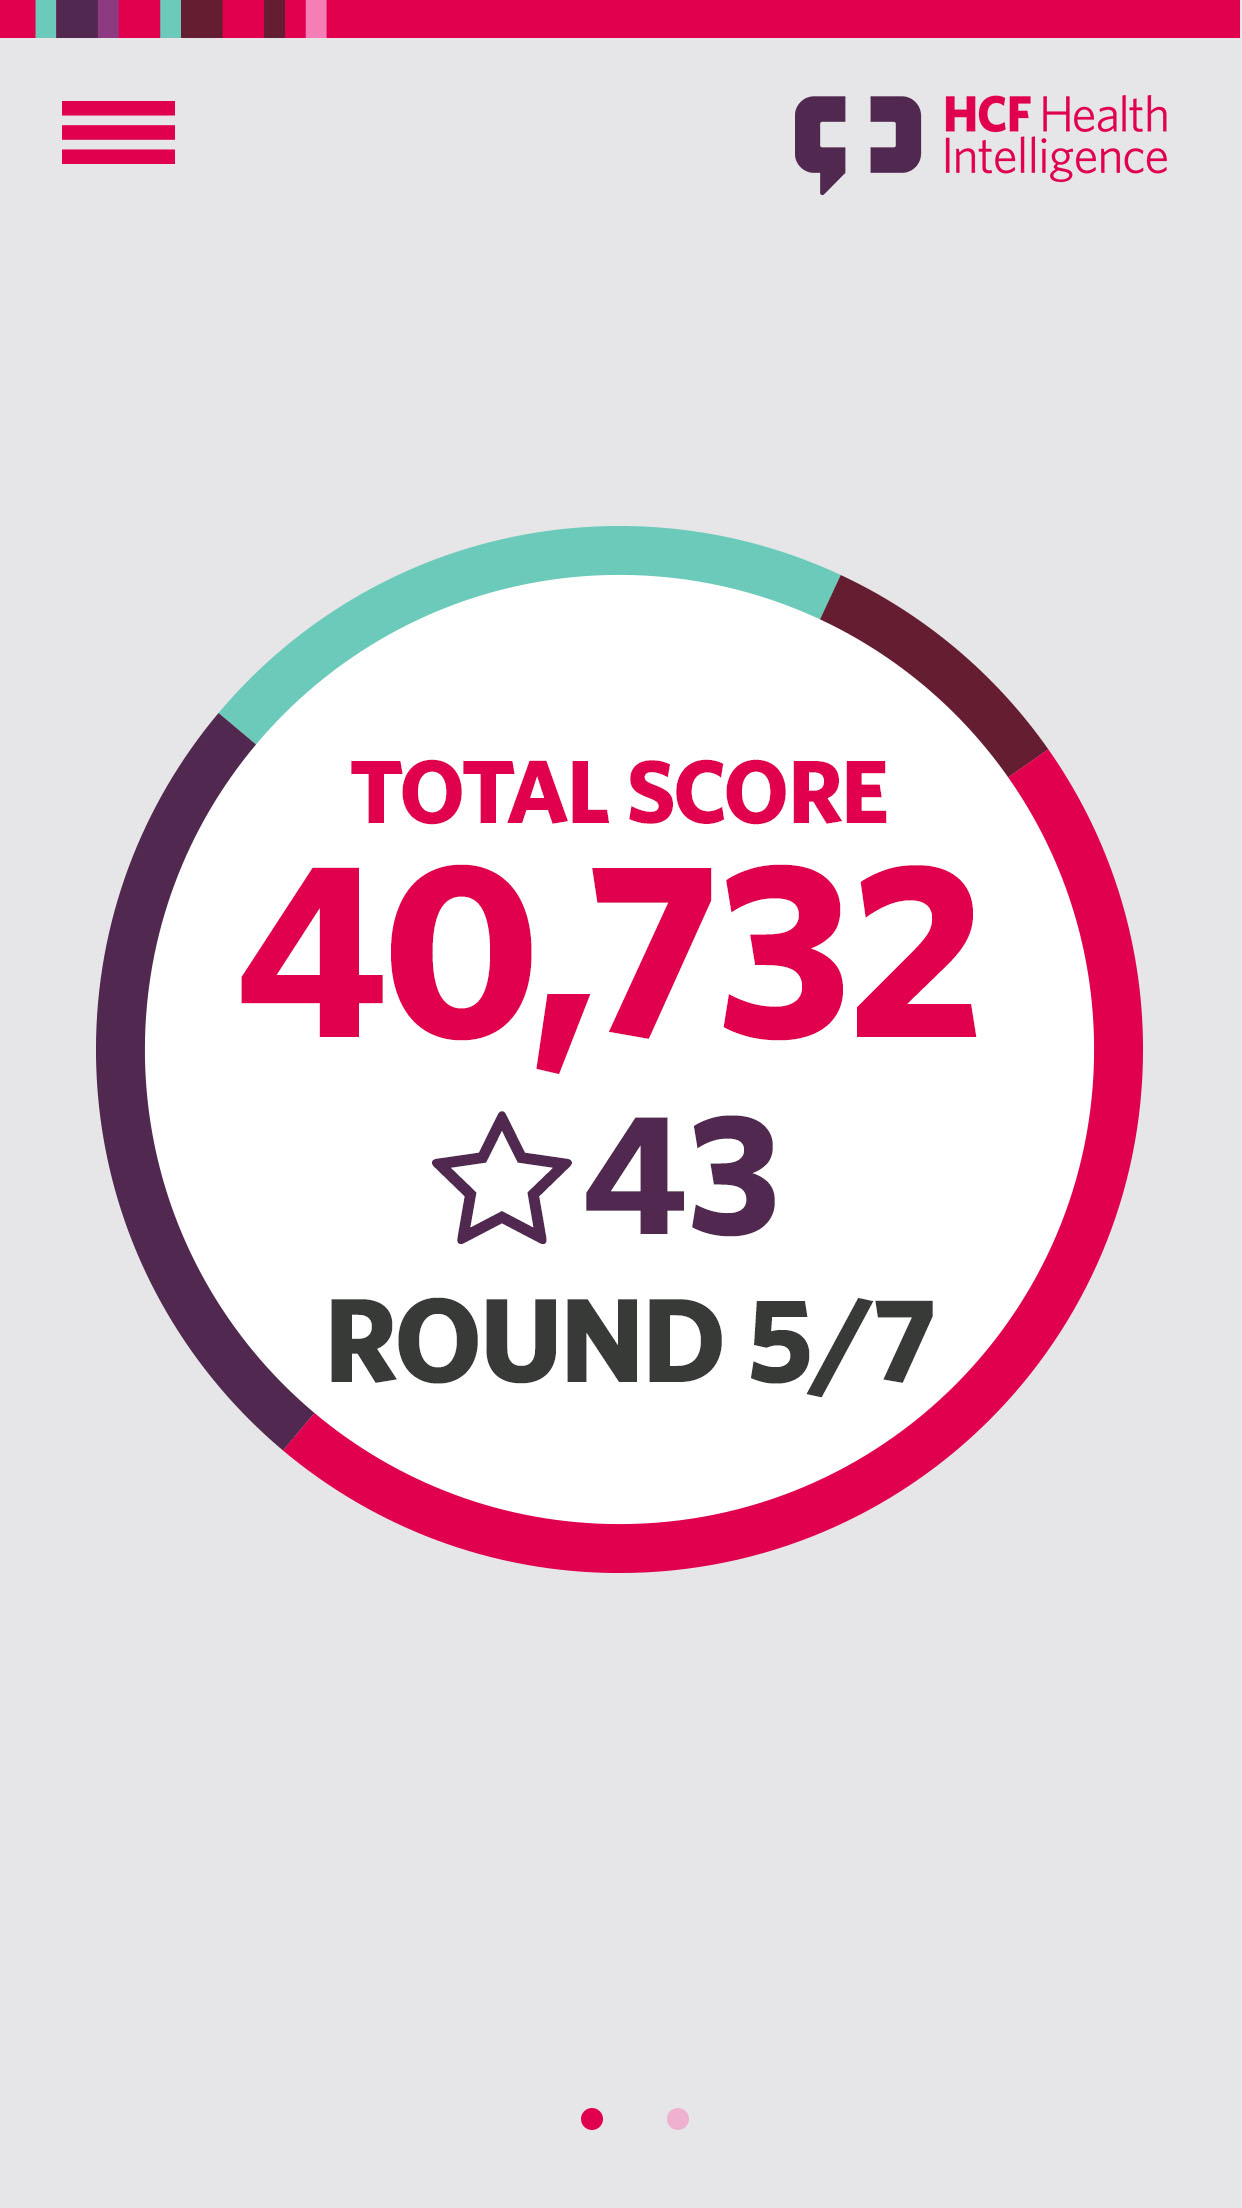 HCF Health
Intelligence
TOTAL SCORE
40,732
43
ROUND 5/7